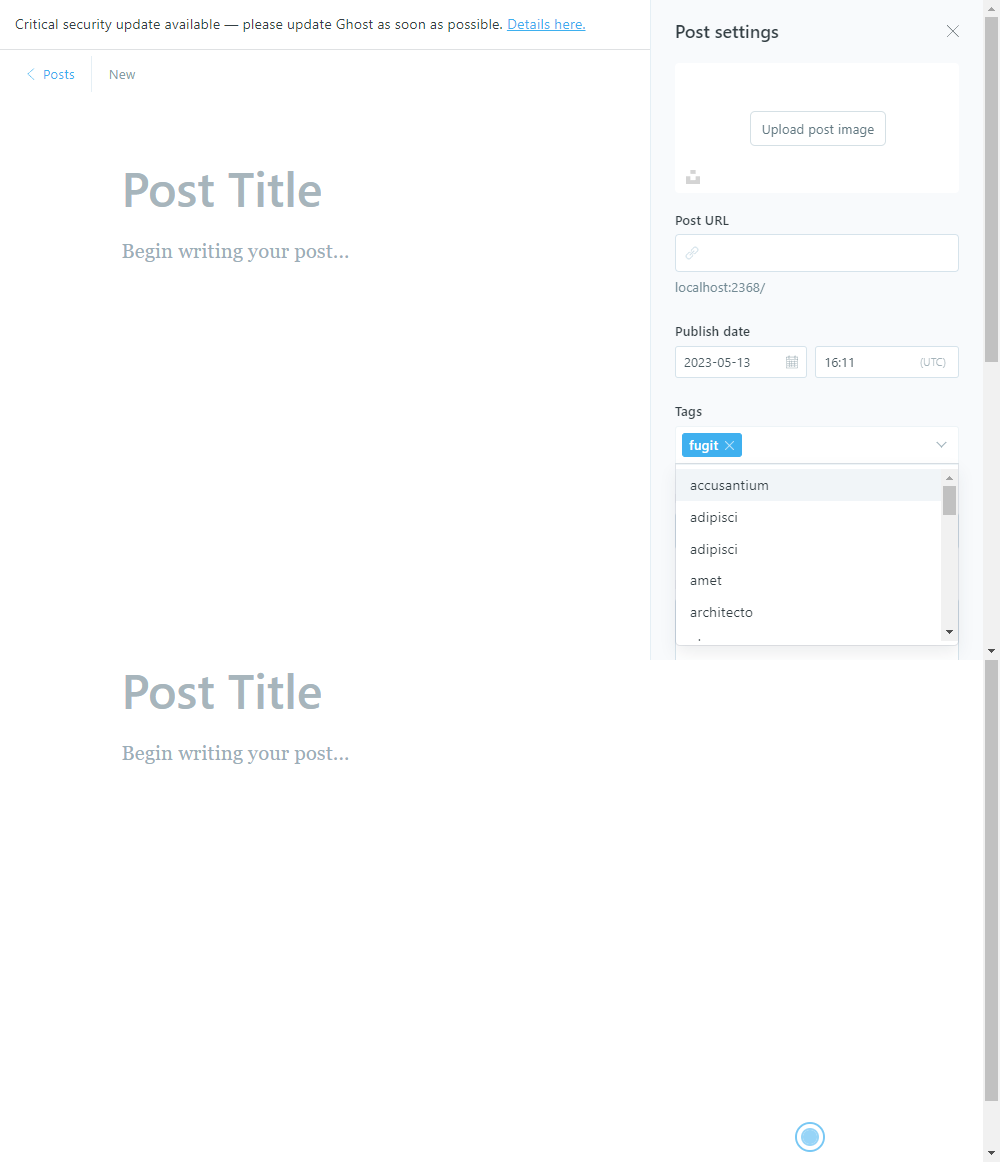 Critical security update available — please update Ghost as soon as possible. Details here.
Posts
New
Post Title
Begin writing your post...
Post settings
Upload post image
Post URL
localhost:2368/
Publish date
2023-05-13
16:11
(UTC)
Tags
fugit
accusantium
adipisci
adipisci
amet
architecto
Post Title
Begin writing your post...